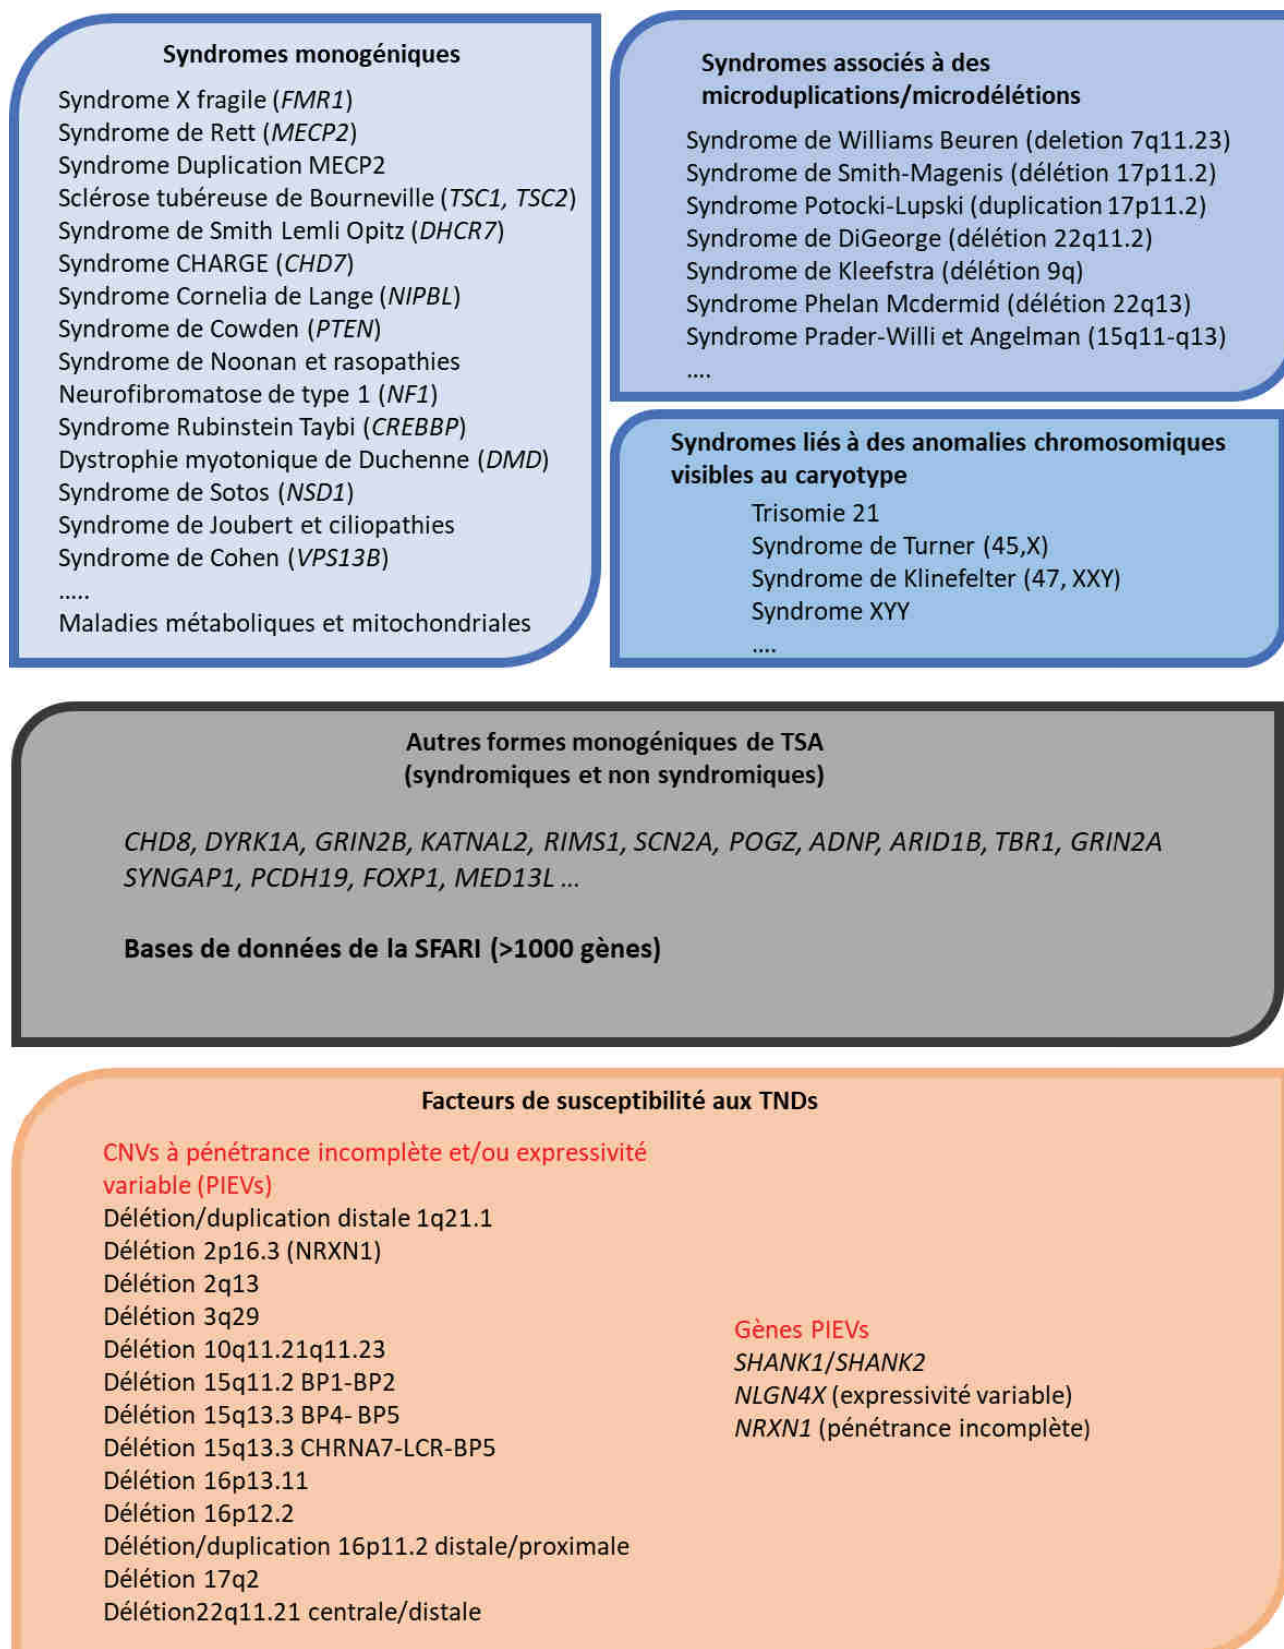 Syndromes monogéniques
Syndrome X fragile (FMR1)
Syndrome de Rett (MECP2)
Syndrome Duplication MECP2
Sclérose tubéreuse de Bourneville (TSC1, TSC2)
Syndrome de Smith Lemli Opitz (DHCR7)
Syndrome CHARGE (CHD7)
Syndrome Cornelia de Lange (NIPBL)
Syndrome de Cowden (PTEN)
Syndrome de Noonan et rasopathies
Neurofibromatose de type 1 (NF1)
Syndrome Rubinstein Taybi (CREBBP)
Dystrophie myotonique de Duchenne (DMD)
Syndrome de Sotos (NSD1)
Syndrome de Joubert et ciliopathies
Syndrome de Cohen (VPS13B)
.....
Maladies métaboliques et mitochondriales
Syndromes associés à des
microduplications/microdélétions
Syndrome de Williams Beuren (deletion 7q11.23)
Syndrome de Smith-Magenis (délétion 17p11.2)
Syndrome Potocki-Lupski (duplication 17p11.2)
Syndrome de DiGeorge (délétion 22q11.2)
Syndrome de Kleefstra (délétion 9q)
Syndrome Phelan Mcdermid (délétion 22q13)
Syndrome Prader-Willi et Angelman (15q11-q13)
....
Syndromes liés à des anomalies chromosomiques
visibles au caryotype
Trisomie 21
Syndrome de Turner (45,X)
Syndrome de Klinefelter (47, XXY)
Syndrome XYY
....
Autres formes monogéniques de TSA
(syndromiques et non syndromiques)
CHD8, DYRK1A, GRIN2B, KATNAL2, RIMS1, SCN2A, POGZ, ADNP, ARID1B, TBR1, GRIN2A
SYNGAP1, PCDH19, FOXP1, MED13L ...
Bases de données de la SFARI (>1000 gènes)
Facteurs de susceptibilité aux TNDs
CNVs à pénétrance incomplète et/ou expressivité
variable (PIEVs)
Délétion/duplication distale 1q21.1
Délétion 2p16.3 (NRXN1)
Délétion 2q13
Délétion 3q29
Délétion 10q11.21q11.23
Délétion 15q11.2 BP1-BP2
Délétion 15q13.3 BP4- BP5
Délétion 15q13.3 CHRNA7-LCR-BP5
Délétion 16p13.11
Délétion 16p12.2
Délétion/duplication 16p11.2 distale/proximale
Délétion 17q2
Délétion22q11.21 centrale/distale
Gènes PIEVs
SHANK1/SHANK2
NLGN4X (expressivité variable)
NRXN1 (pénétrance incomplète)